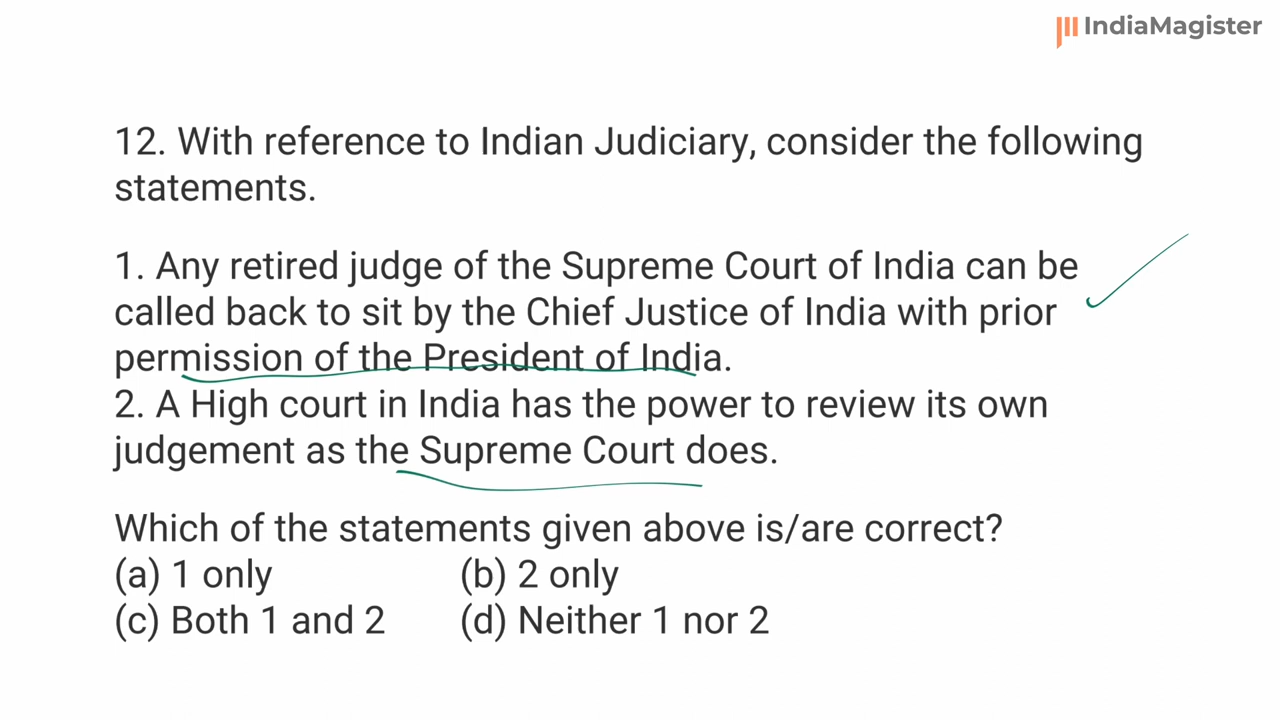 IndiaMagister
12. With reference to Indian Judiciary, consider the following
statements.
1. Any retired judge of the Supreme Court of India can be
called back to sit by the Chief Justice of India with prior
permission of the President of India.
2. A High court in India has the power to review its own
judgement as the Supreme Court does.
Which of the statements given above is/are correct?
(a) 1 only (b) 2 only
(c) Both 1 and 2 (d) Neither 1 nor 2